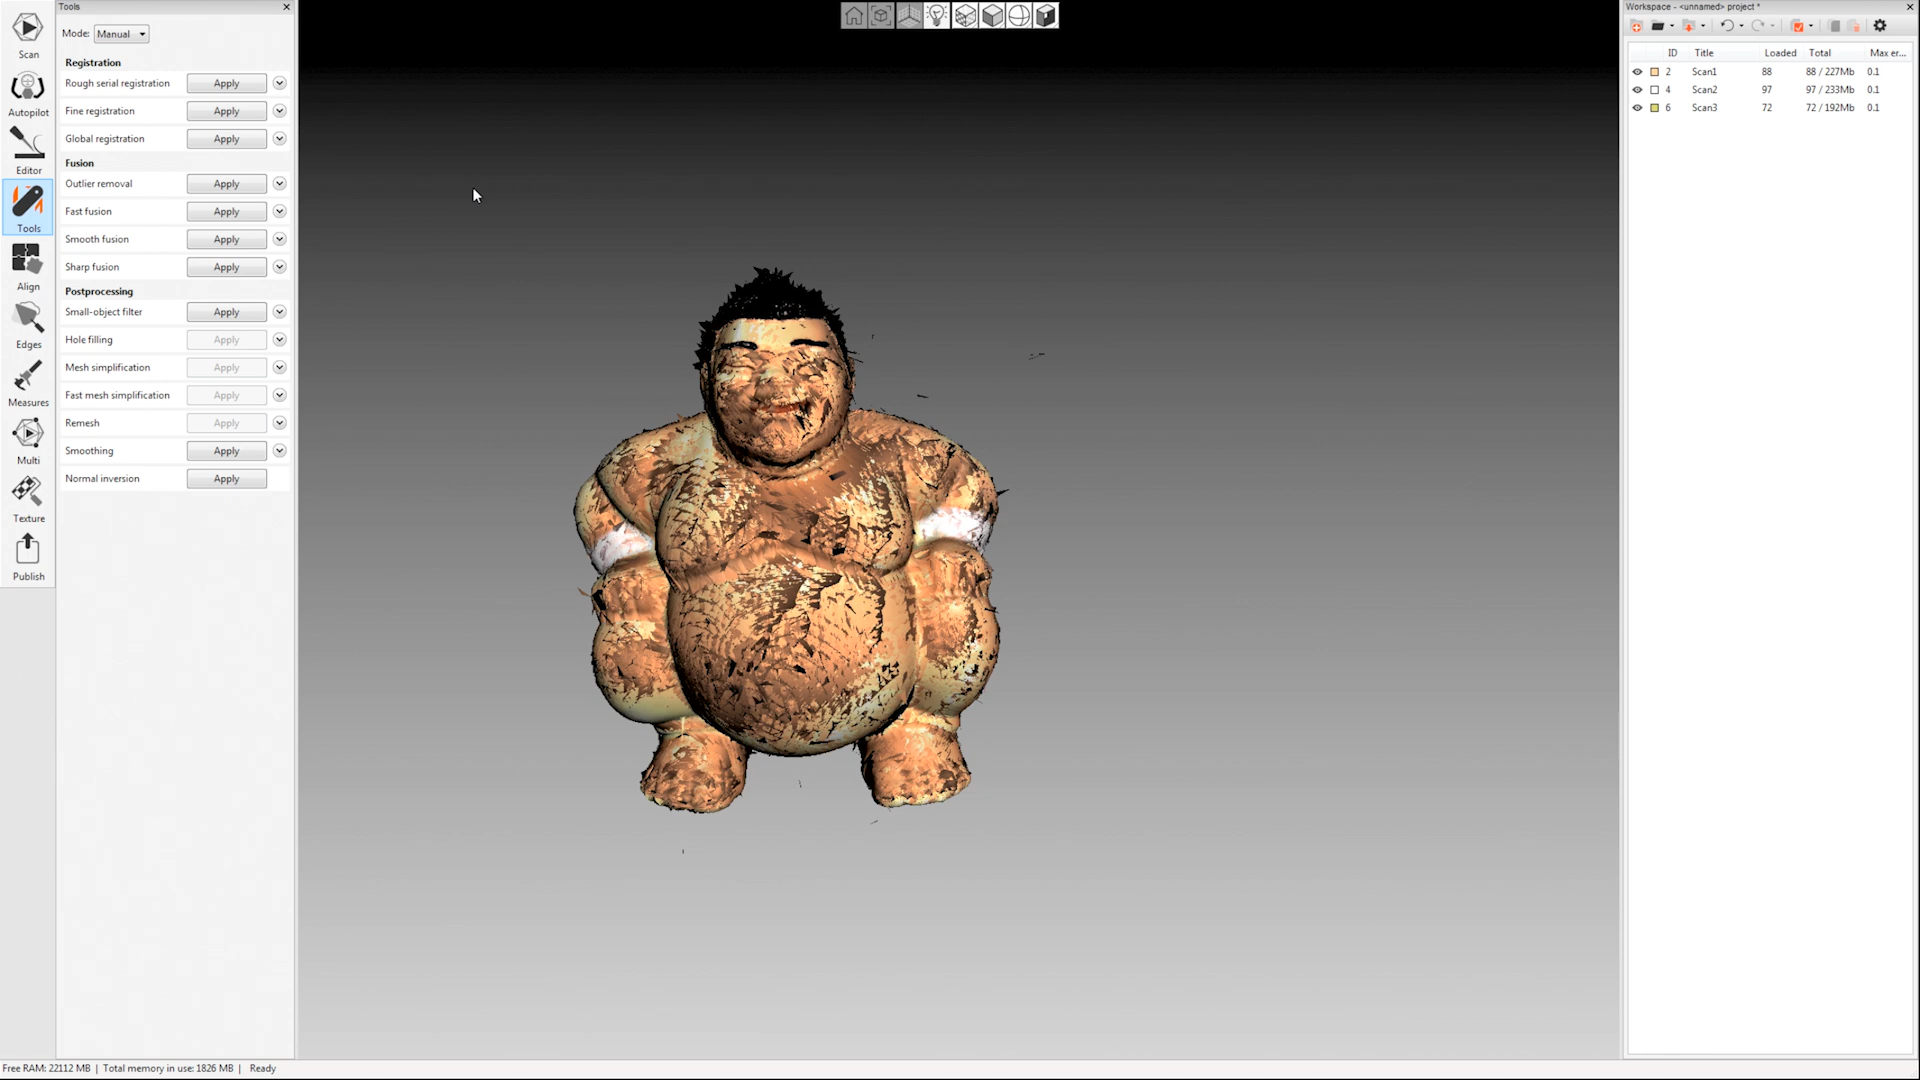 Tools
Mode: Manual
Registration
Rough serial registration Apply
Fine registration Apply
Global registration Apply
Fusion
Outlier removal Apply
Fast fusion Apply
Smooth fusion Apply
Sharp fusion Apply
Postprocessing
Small-object filter Apply
Hole filling Apply
Mesh simplification Apply
Fast mesh simplification Apply
Remesh Apply
Smoothing Apply
Normal inversion Apply
Scan
Autopilot
Editor
Tools
Align
Edges
Measures
Multi
Texture
Publish
Workspace - <unnamed> project *
ID Title Loaded Total Max er...
2 Scan1 88 88 / 227Mb 0.1
4 Scan2 97 97 / 233Mb 0.1
6 Scan3 72 72 / 192Mb 0.1
Free RAM: 22112 MB | Total memory in use: 1826 MB | Ready